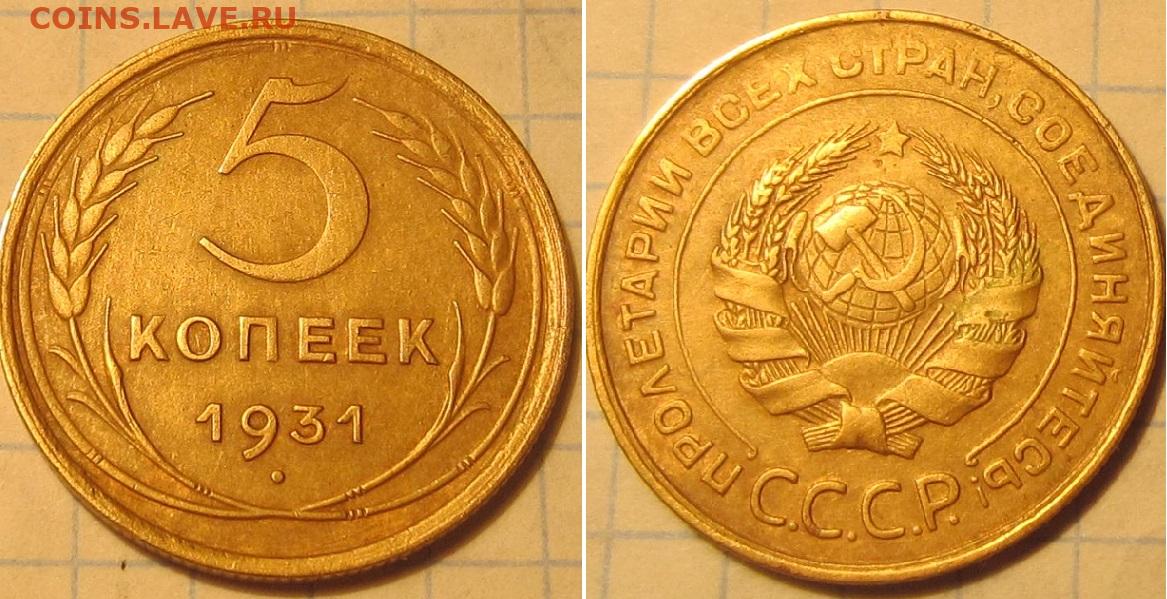 COINS.LAVE.RU
5
КОПЕЕК
1931
ПРОЛЕТАРИИ ВСЕХ СТРАН, СОЕДИНЯЙТЕСЬ!
С.С.С.Р.